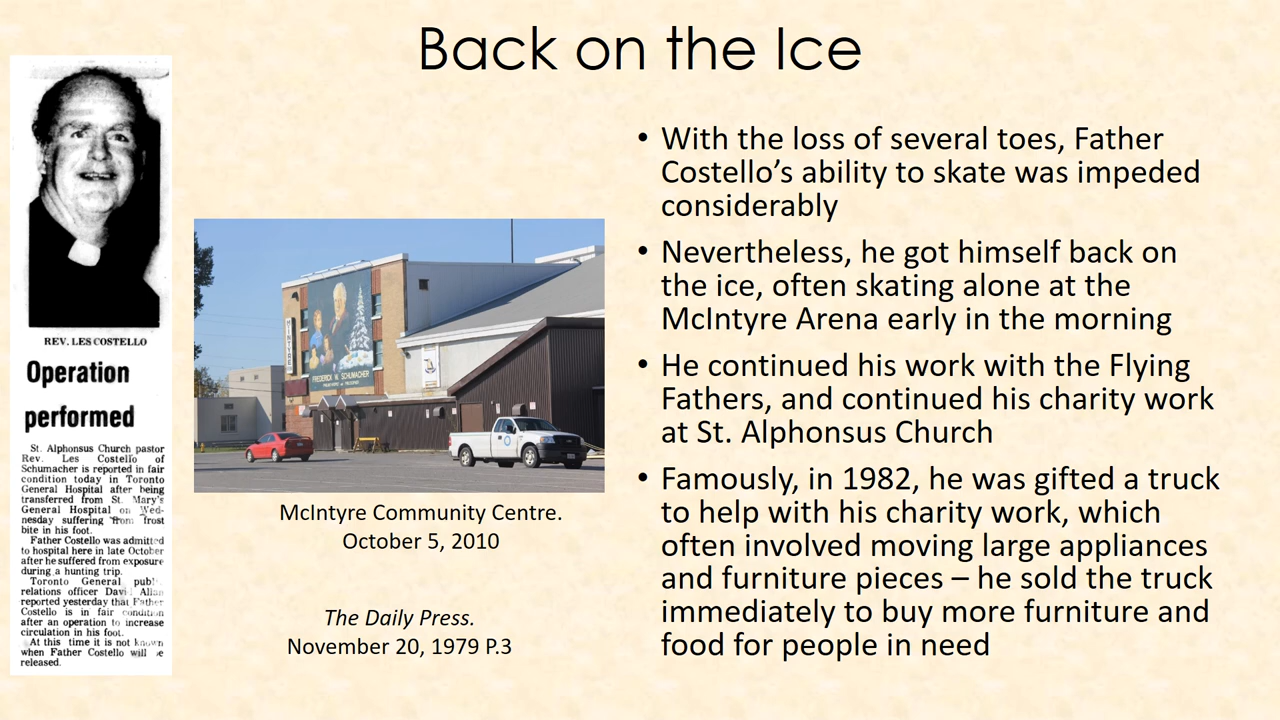 Back on the Ice
REV. LES COSTELLO
Operation
performed
St. Alphonsus Church pastor
Rev. Les Costello of
Schumacher is reported in fair
condition today in Toronto
General Hospital after being
transferred from St. Mary's
General Hospital on Wed-
nesday suffering from frost
bite in his foot.
Father Costello was admitted
to hospital here in late October
after he suffered from exposure
during a hunting trip.
Toronto General publ
relations officer David Allan
reported yesterday that Father
Costello is in fair condition
after an operation to increase
circulation in his foot.
At this time it is not known
when Father Costello will be
released.
McINTYRE
FREDERICK W. SCHUMACHER
McIntyre Community Centre.
October 5, 2010
The Daily Press.
November 20, 1979 P.3
• With the loss of several toes, Father
Costello’s ability to skate was impeded
considerably
• Nevertheless, he got himself back on
the ice, often skating alone at the
McIntyre Arena early in the morning
• He continued his work with the Flying
Fathers, and continued his charity work
at St. Alphonsus Church
• Famously, in 1982, he was gifted a truck
to help with his charity work, which
often involved moving large appliances
and furniture pieces – he sold the truck
immediately to buy more furniture and
food for people in need